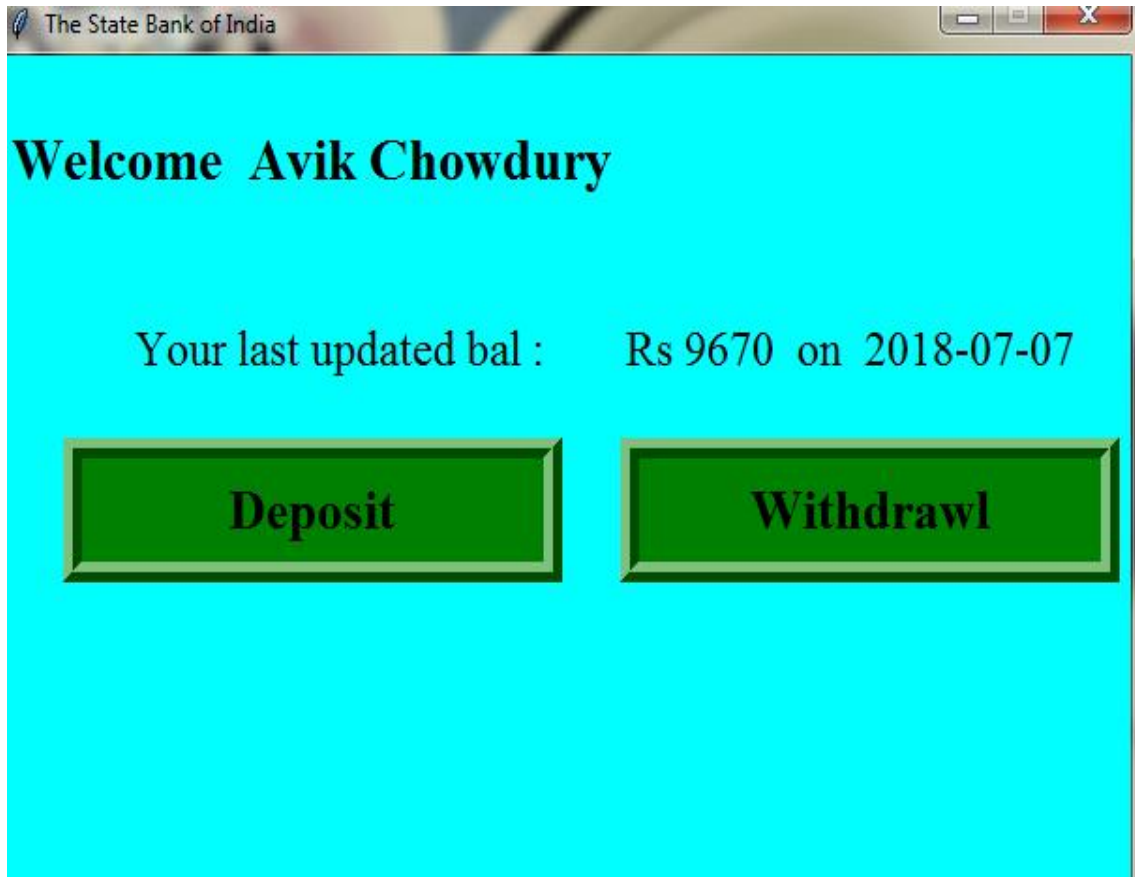 The State Bank of India
Welcome Avik Chowdury
Your last updated bal : Rs 9670 on 2018-07-07
Deposit Withdrawl